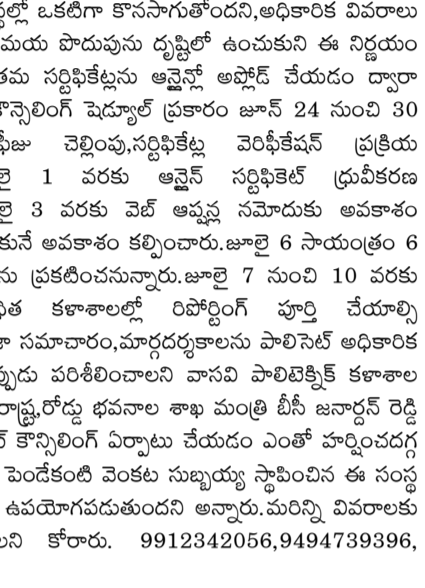 స్థల్లో ఒకటిగా కొనసాగుతోందని,అధికారిక వివరాలు
మయ పొదుపును దృష్టిలో ఉంచుకుని ఈ నిర్ణయం
తమ సర్టిఫికేట్లను ఆన్లైన్లో అప్లోడ్ చేయడం ద్వారా
కౌన్సెలింగ్ షెడ్యూల్ ప్రకారం జూన్ 24 నుంచి 30
ఫీజు చెల్లింపు,సర్టిఫికేట్ల వెరిఫికేషన్ ప్రక్రియ
లై 1 వరకు ఆన్లైన్ సర్టిఫికెట్ ధ్రువీకరణ
లై 3 వరకు వెబ్ ఆప్షన్ల నమోదుకు అవకాశం
కునే అవకాశం కల్పించారు.జూలై 6 సాయంత్రం 6
ను ప్రకటించనున్నారు.జూలై 7 నుంచి 10 వరకు
ధిత కళాశాలల్లో రిపోర్టింగ్ పూర్తి చేయాల్సి
జా సమాచారం,మార్గదర్శకాలను పాలిసెట్ అధికారిక
ప్పుడు పరిశీలించాలని వాసవి పాలిటెక్నిక్ కళాశాల
రాష్ట్ర,రోడ్డు భవనాల శాఖ మంత్రి బీసీ జనార్దన్ రెడ్డి
కౌన్సిలింగ్ ఏర్పాటు చేయడం ఎంతో హర్షించదగ్గ
పెండేకంటి వెంకట సుబ్బయ్య స్థాపించిన ఈ సంస్థ
ఉపయోగపడుతుందని అన్నారు.మరిన్ని వివరాలకు
లని కోరారు. 9912342056,9494739396,